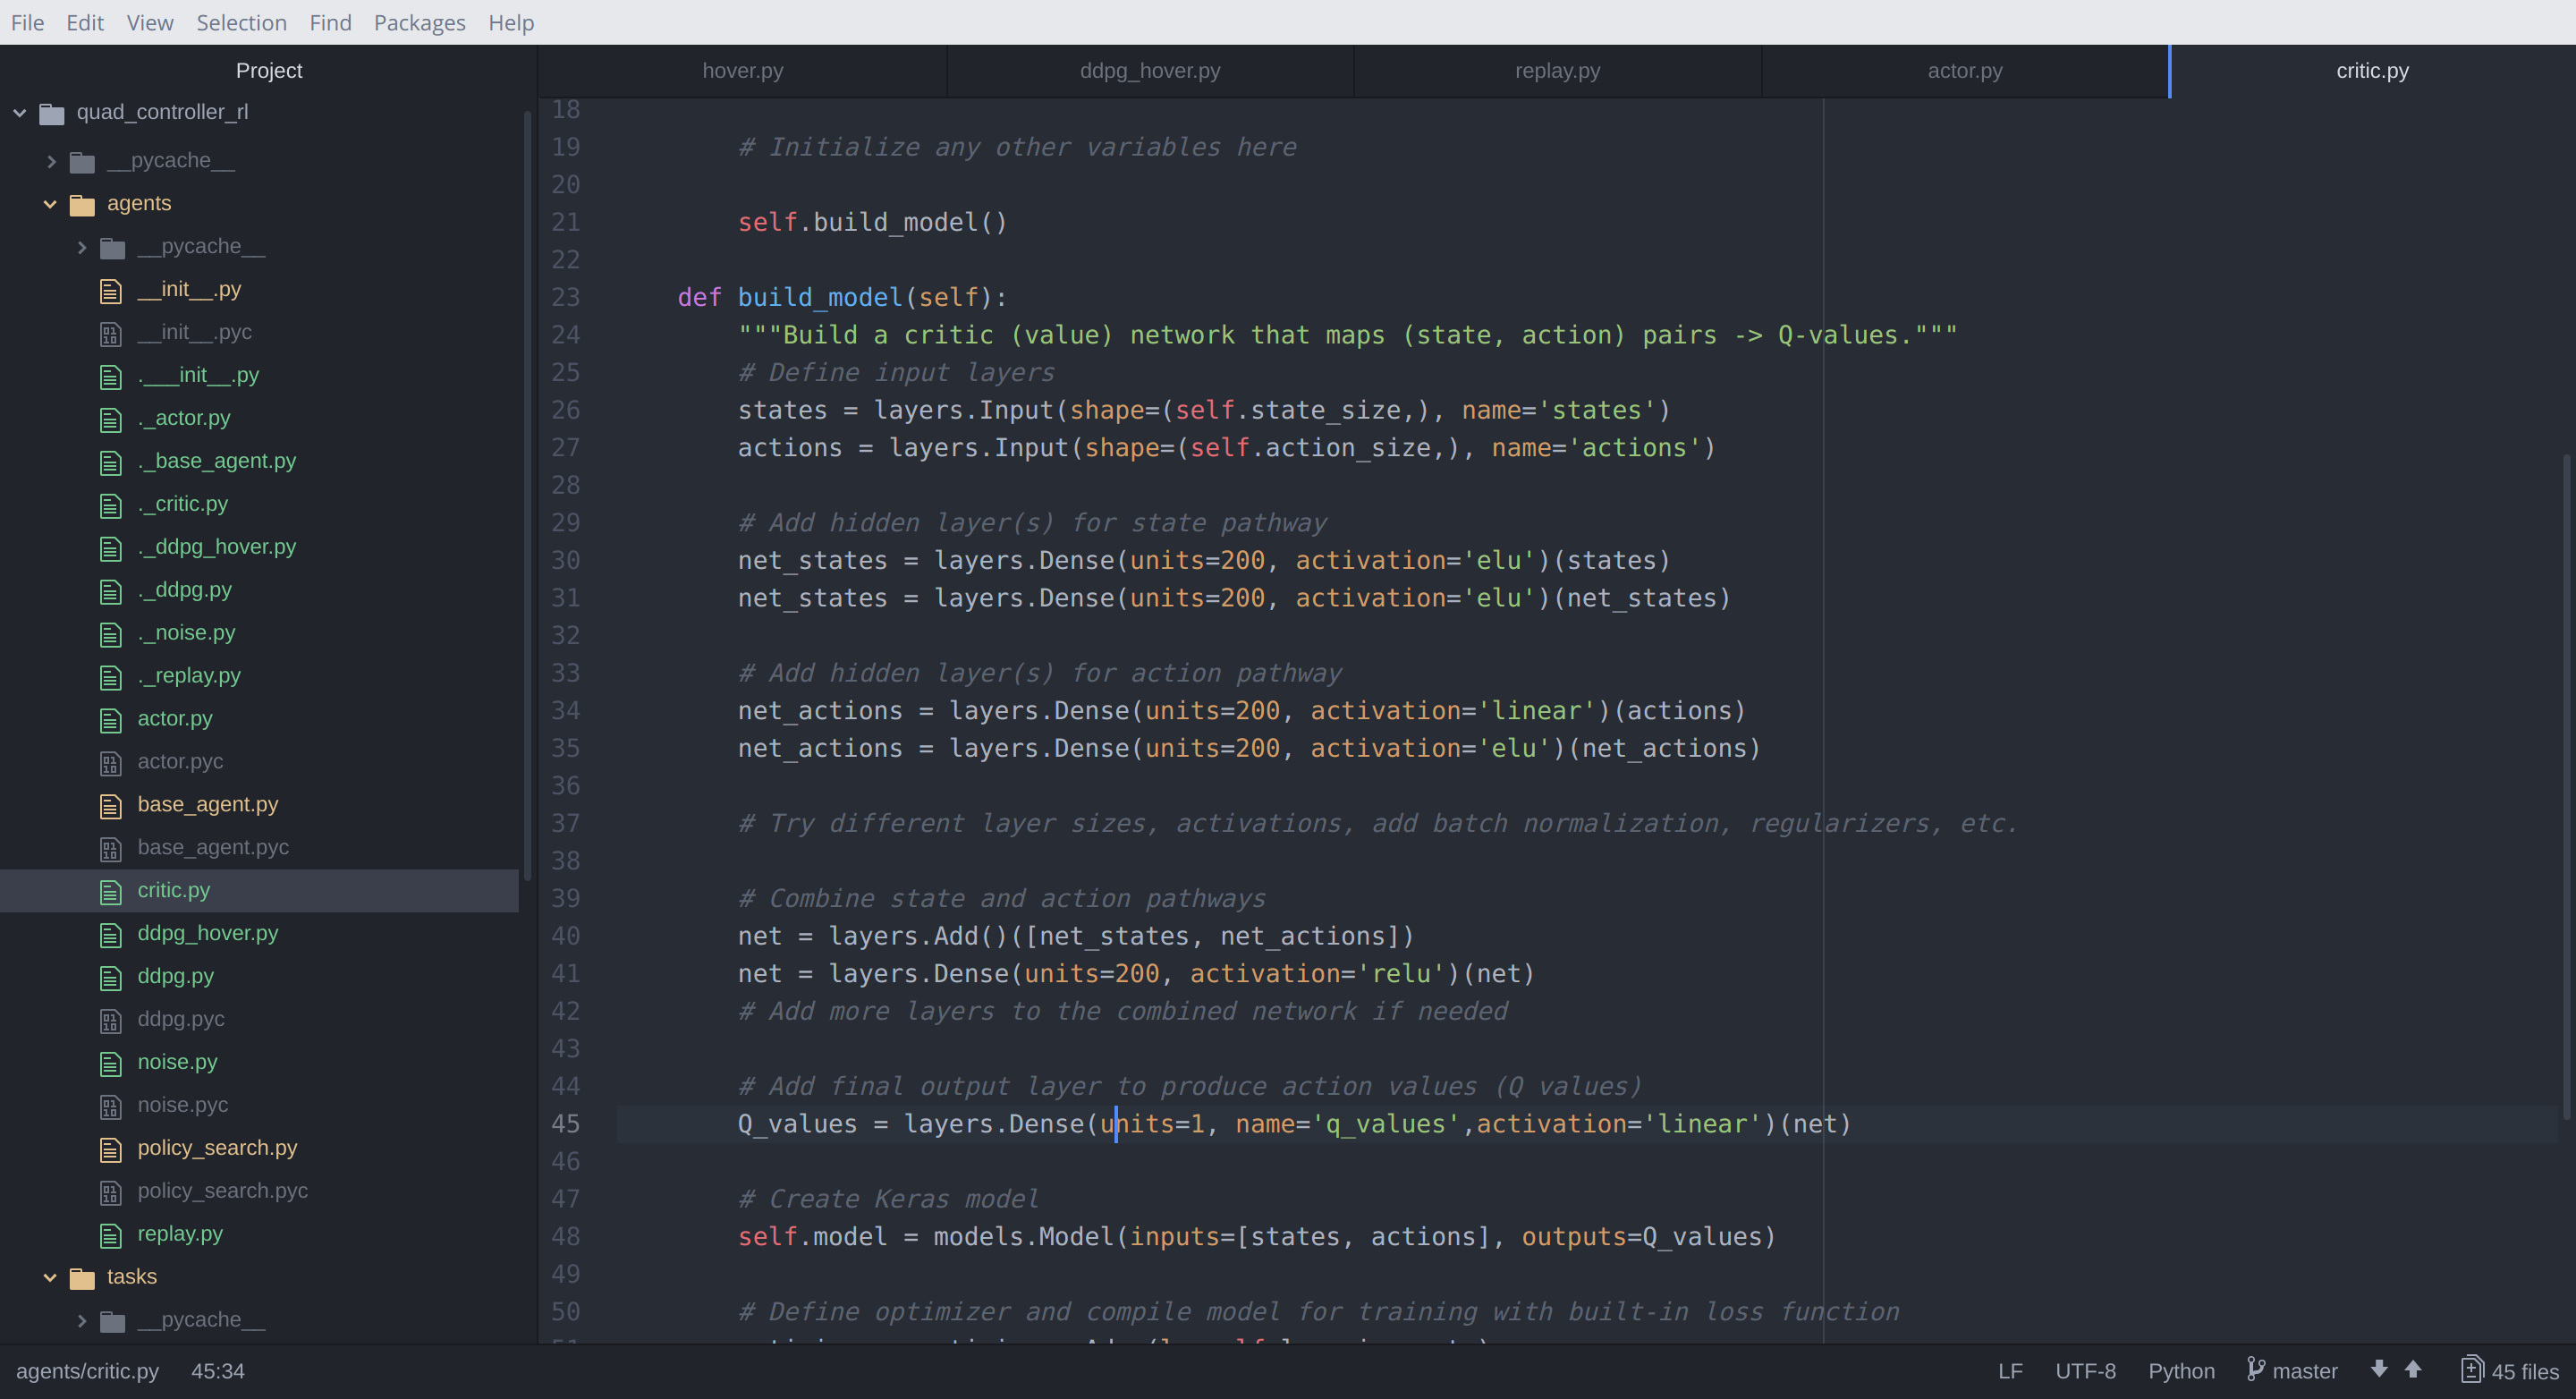 File Edit View Selection Find Packages Help
Project
quad_controller_rl
__pycache__
agents
__pycache__
__init__.py
__init__.pyc
.___init__.py
._actor.py
._base_agent.py
._critic.py
._ddpg_hover.py
._ddpg.py
._noise.py
._replay.py
actor.py
actor.pyc
base_agent.py
base_agent.pyc
critic.py
ddpg_hover.py
ddpg.py
ddpg.pyc
noise.py
noise.pyc
policy_search.py
policy_search.pyc
replay.py
tasks
__pycache__
hover.py ddpg_hover.py replay.py actor.py critic.py
18
19 # Initialize any other variables here
20
21 self.build_model()
22
23 def build_model(self):
24 """Build a critic (value) network that maps (state, action) pairs -> Q-values."""
25 # Define input layers
26 states = layers.Input(shape=(self.state_size,), name='states')
27 actions = layers.Input(shape=(self.action_size,), name='actions')
28
29 # Add hidden layer(s) for state pathway
30 net_states = layers.Dense(units=200, activation='elu')(states)
31 net_states = layers.Dense(units=200, activation='elu')(net_states)
32
33 # Add hidden layer(s) for action pathway
34 net_actions = layers.Dense(units=200, activation='linear')(actions)
35 net_actions = layers.Dense(units=200, activation='elu')(net_actions)
36
37 # Try different layer sizes, activations, add batch normalization, regularizers, etc.
38
39 # Combine state and action pathways
40 net = layers.Add()([net_states, net_actions])
41 net = layers.Dense(units=200, activation='relu')(net)
42 # Add more layers to the combined network if needed
43
44 # Add final output layer to produce action values (Q values)
45 Q_values = layers.Dense(units=1, name='q_values',activation='linear')(net)
46
47 # Create Keras model
48 self.model = models.Model(inputs=[states, actions], outputs=Q_values)
49
50 # Define optimizer and compile model for training with built-in loss function
agents/critic.py 45:34 LF UTF-8 Python master 45 files